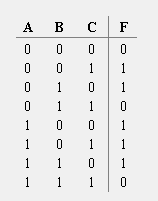 A B C F
0 0 0 0
0 0 1 1
0 1 0 1
0 1 1 0
1 0 0 1
1 0 1 1
1 1 0 1
1 1 1 0